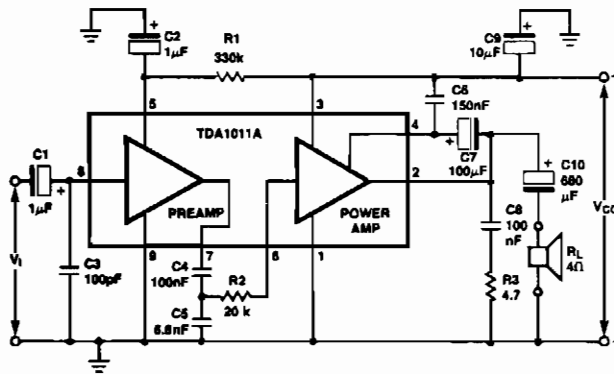 C2
1µF
R1
330k
C9
10µF
+
5
3
TDA1011A
C6
150nF
4
C7
100µF
C1
1µF
8
PREAMP
POWER
AMP
2
C10
680
µF
VCC
C8
100
nF
VI
C3
100pF
9
7
6
1
C4
100nF
R2
20 k
C5
6.8nF
R3
4.7
RL
4Ω